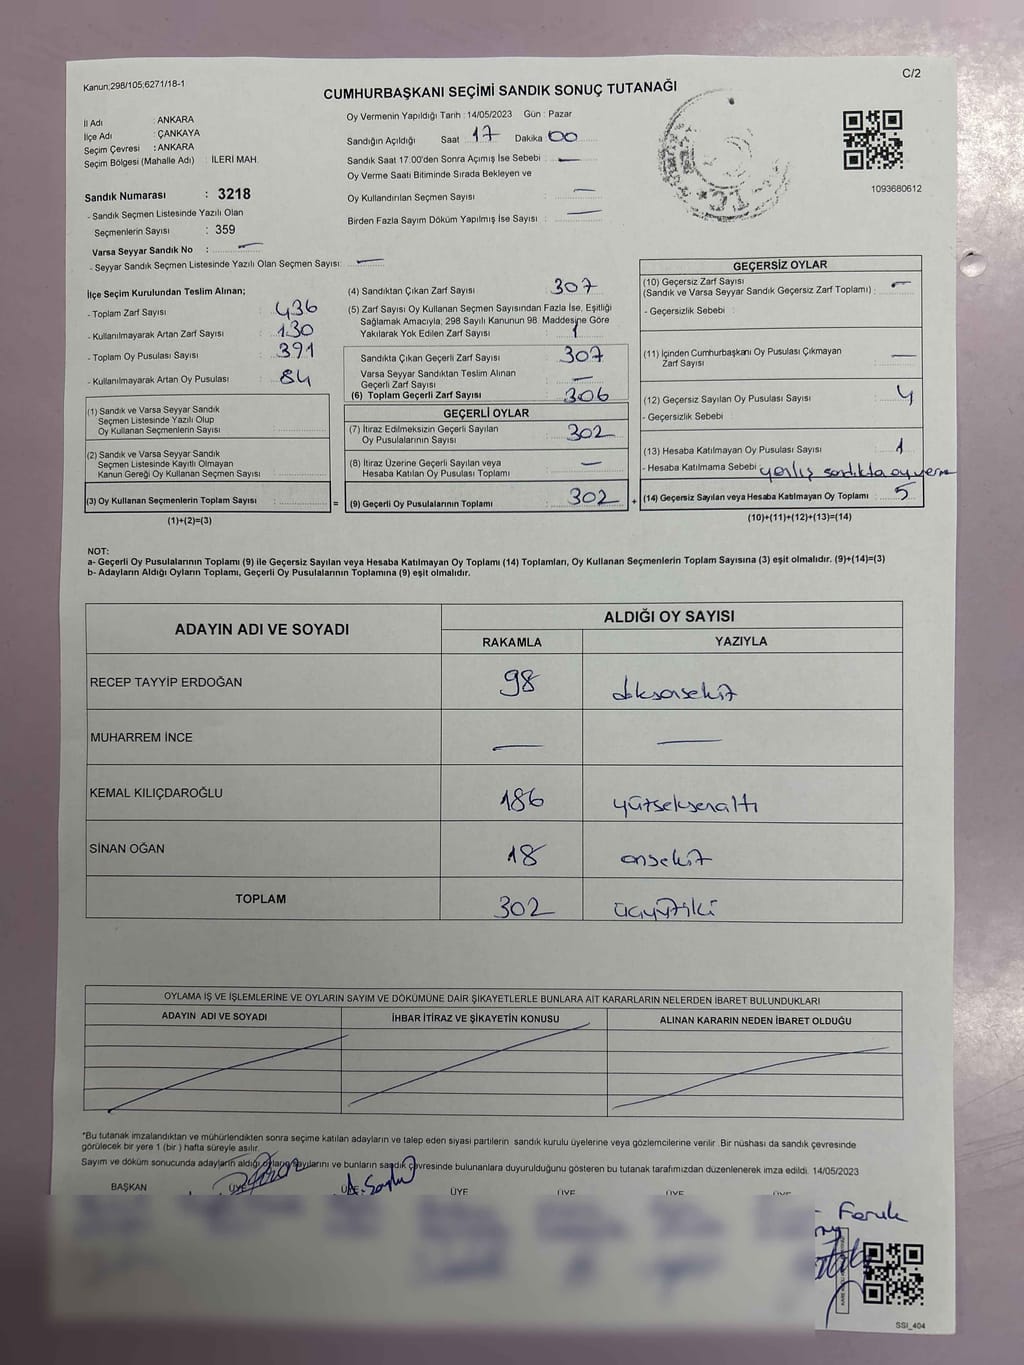 Kanun;298/105;6271/18-1
C/2
CUMHURBAŞKANI SEÇİMİ SANDIK SONUÇ TUTANAĞI
İl Adı : ANKARA
İlçe Adı : ÇANKAYA
Seçim Çevresi : ANKARA
Seçim Bölgesi (Mahalle Adı) : İLERİ MAH.
Sandık Numarası : 3218
- Sandık Seçmen Listesinde Yazılı Olan
Seçmenlerin Sayısı : 359
Varsa Seyyar Sandık No : —
- Seyyar Sandık Seçmen Listesinde Yazılı Olan Seçmen Sayısı: —
Oy Vermenin Yapıldığı Tarih : 14/05/2023 Gün : Pazar
Sandığın Açıldığı Saat 17 Dakika 00
Sandık Saat 17.00'den Sonra Açımış İse Sebebi : —
Oy Verme Saati Bitiminde Sırada Bekleyen ve
Oy Kullandırılan Seçmen Sayısı : —
Birden Fazla Sayım Döküm Yapılmış İse Sayısı : —
1093680612
İlçe Seçim Kurulundan Teslim Alınan;
- Toplam Zarf Sayısı : 436
- Kullanılmayarak Artan Zarf Sayısı : 130
- Toplam Oy Pusulası Sayısı : 391
- Kullanılmayarak Artan Oy Pusulası : 84
(1) Sandık ve Varsa Seyyar Sandık
Seçmen Listesinde Yazılı Olup
Oy Kullanan Seçmenlerin Sayısı :
(2) Sandık ve Varsa Seyyar Sandık
Seçmen Listesinde Kayıtlı Olmayan
Kanun Gereği Oy Kullanan Seçmen Sayısı :
(3) Oy Kullanan Seçmenlerin Toplam Sayısı :
=
(1)+(2)=(3)
(4) Sandıktan Çıkan Zarf Sayısı : 307
(5) Zarf Sayısı Oy Kullanan Seçmen Sayısından Fazla İse, Eşitliği
Sağlamak Amacıyla, 298 Sayılı Kanunun 98. Maddesine Göre
Yakılarak Yok Edilen Zarf Sayısı : 1
Sandıkta Çıkan Geçerli Zarf Sayısı : 307
Varsa Seyyar Sandıktan Teslim Alınan
Geçerli Zarf Sayısı : —
(6) Toplam Geçerli Zarf Sayısı : 306
GEÇERLİ OYLAR
(7) İtiraz Edilmeksizin Geçerli Sayılan
Oy Pusulalarının Sayısı : 302
(8) İtiraz Üzerine Geçerli Sayılan veya
Hesaba Katılan Oy Pusulası Toplamı : —
(9) Geçerli Oy Pusulalarının Toplamı : 302
+
GEÇERSİZ OYLAR
(10) Geçersiz Zarf Sayısı
(Sandık ve Varsa Seyyar Sandık Geçersiz Zarf Toplamı) : —
- Geçersizlik Sebebi :
(11) İçinden Cumhurbaşkanı Oy Pusulası Çıkmayan
Zarf Sayısı : —
(12) Geçersiz Sayılan Oy Pusulası Sayısı : 4
- Geçersizlik Sebebi :
(13) Hesaba Katılmayan Oy Pusulası Sayısı : 1
- Hesaba Katılmama Sebebi yanlış sandıkta oy verme
(14) Geçersiz Sayılan veya Hesaba Katılmayan Oy Toplamı : 5
(10)+(11)+(12)+(13)=(14)
NOT:
a- Geçerli Oy Pusulalarının Toplamı (9) ile Geçersiz Sayılan veya Hesaba Katılmayan Oy Toplamı (14) Toplamları, Oy Kullanan Seçmenlerin Toplam Sayısına (3) eşit olmalıdır. (9)+(14)=(3)
b- Adayların Aldığı Oyların Toplamı, Geçerli Oy Pusulalarının Toplamına (9) eşit olmalıdır.
ADAYIN ADI VE SOYADI
ALDIĞI OY SAYISI
RAKAMLA YAZIYLA
RECEP TAYYİP ERDOĞAN 98 doksansekiz
MUHARREM İNCE — —
KEMAL KILIÇDAROĞLU 186 yüzseksenaltı
SİNAN OĞAN 18 onsekiz
TOPLAM 302 üçyüziki
OYLAMA İŞ VE İŞLEMLERİNE VE OYLARIN SAYIM VE DÖKÜMÜNE DAİR ŞİKAYETLERLE BUNLARA AİT KARARLARIN NELERDEN İBARET BULUNDUKLARI
ADAYIN ADI VE SOYADI İHBAR İTİRAZ VE ŞİKAYETİN KONUSU ALINAN KARARIN NEDEN İBARET OLDUĞU
*Bu tutanak imzalandıktan ve mühürlendikten sonra seçime katılan adayların ve talep eden siyasi partilerin sandık kurulu üyelerine veya gözlemcilerine verilir .Bir nüshası da sandık çevresinde
görülecek bir yere 1 (bir ) hafta süreyle asılır.
Sayım ve döküm sonucunda adayların aldığı oyların sayılarını ve bunların sandık çevresinde bulunanlara duyurulduğunu gösteren bu tutanak tarafımızdan düzenlenerek imza edildi. 14/05/2023
BAŞKAN ÜYE ÜYE ÜYE ÜYE ÜYE ÜYE
Faruk
SSI_404